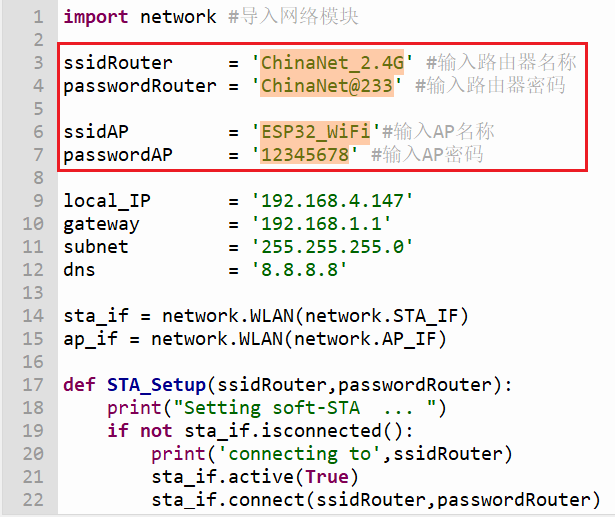 1 import network #导入网络模块
2
3 ssidRouter     = 'ChinaNet_2.4G' #输入路由器名称
4 passwordRouter = 'ChinaNet@233' #输入路由器密码
5
6 ssidAP         = 'ESP32_WiFi'#输入AP名称
7 passwordAP     = '12345678' #输入AP密码
8
9 local_IP       = '192.168.4.147'
10 gateway        = '192.168.1.1'
11 subnet         = '255.255.255.0'
12 dns            = '8.8.8.8'
13
14 sta_if = network.WLAN(network.STA_IF)
15 ap_if = network.WLAN(network.AP_IF)
16
17 def STA_Setup(ssidRouter,passwordRouter):
18     print("Setting soft-STA  ... ")
19     if not sta_if.isconnected():
20         print('connecting to',ssidRouter)
21         sta_if.active(True)
22         sta_if.connect(ssidRouter,passwordRouter)